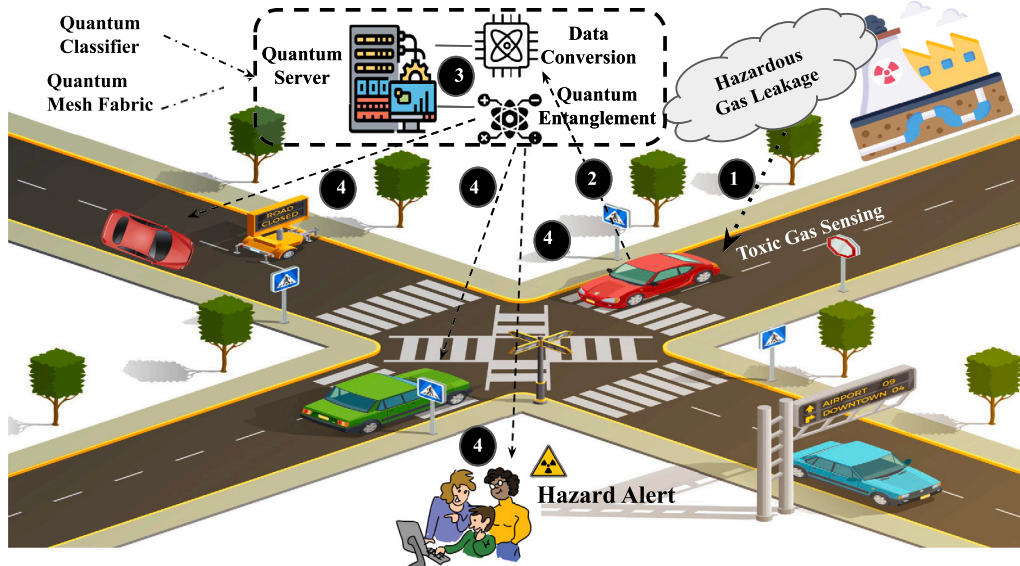 Quantum
Classifier
Quantum
Mesh Fabric
Quantum
Server
3
Data
Conversion
Quantum
Entanglement
Hazardous
Gas Leakage
4
4
2
1
4
ROAD
CLOSED
Toxic Gas Sensing
AIRPORT 09
DOWNTOWN 04
4
Hazard Alert